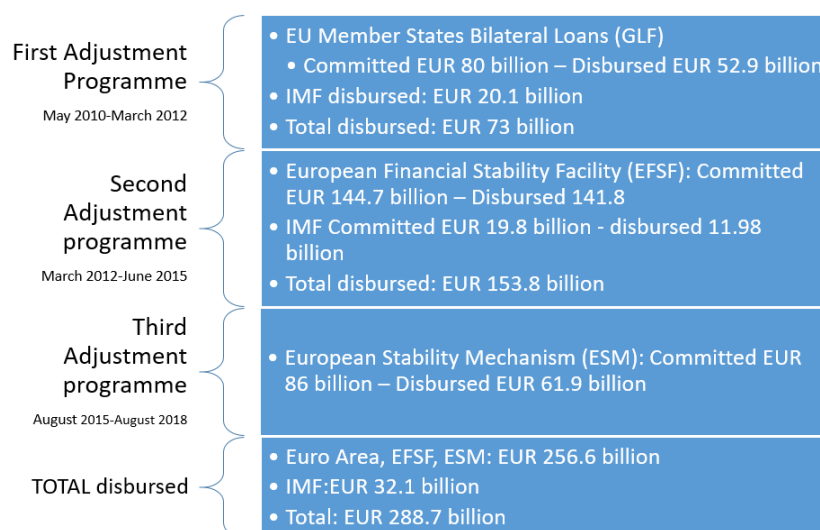 First Adjustment
Programme
May 2010-March 2012
• EU Member States Bilateral Loans (GLF)
• Committed EUR 80 billion – Disbursed EUR 52.9 billion
• IMF disbursed: EUR 20.1 billion
• Total disbursed: EUR 73 billion
Second
Adjustment
programme
March 2012-June 2015
• European Financial Stability Facility (EFSF): Committed
EUR 144.7 billion – Disbursed 141.8
• IMF Committed EUR 19.8 billion - disbursed 11.98
billion
• Total disbursed: EUR 153.8 billion
Third
Adjustment
programme
August 2015-August 2018
• European Stability Mechanism (ESM): Committed EUR
86 billion – Disbursed EUR 61.9 billion
TOTAL disbursed
• Euro Area, EFSF, ESM: EUR 256.6 billion
• IMF:EUR 32.1 billion
• Total: EUR 288.7 billion